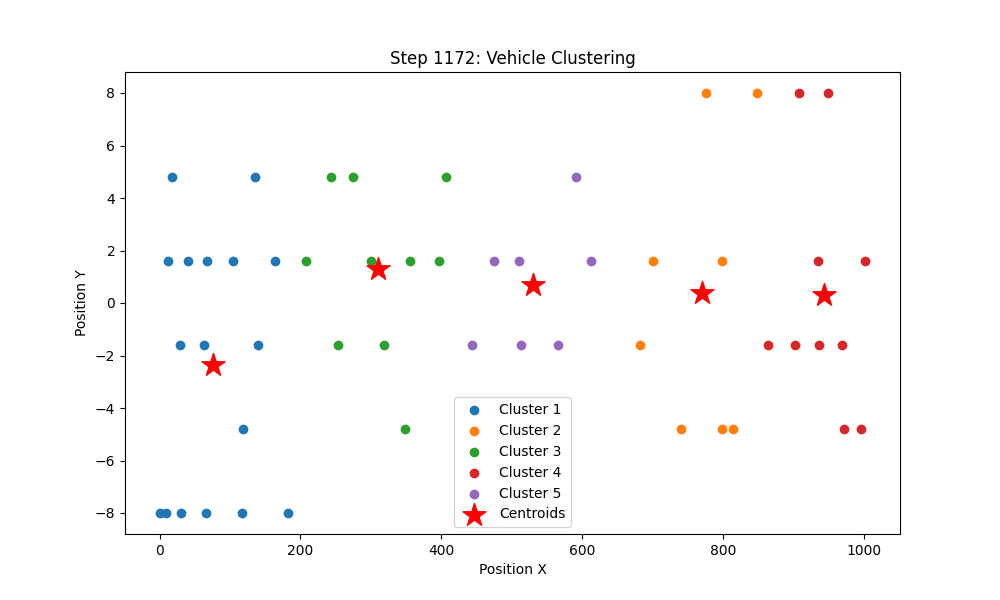 Step 1172: Vehicle Clustering
Position Y
8
6
4
2
0
−2
−4
−6
−8
Cluster 1
Cluster 2
Cluster 3
Cluster 4
Cluster 5
Centroids
0 200 400 600 800 1000
Position X